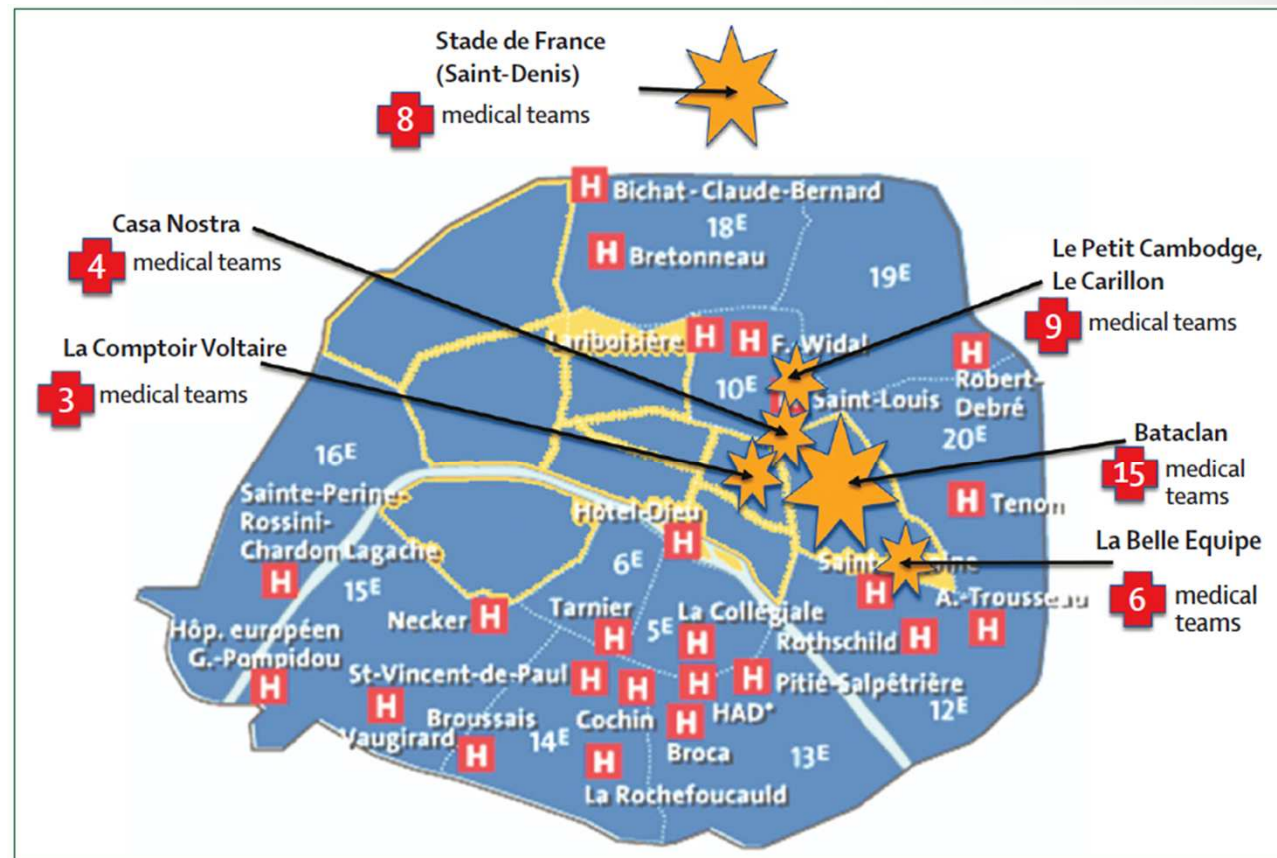 Stade de France
(Saint-Denis)
8 medical teams
Casa Nostra
4 medical teams
La Comptoir Voltaire
3 medical teams
Le Petit Cambodge,
Le Carillon
9 medical teams
Bataclan
15 medical
teams
La Belle Equipe
6 medical
teams
H Bichat-Claude-Bernard
18E
H Bretonneau
19E
Lariboisière H
H F.-Widal
10E
H
Robert-
Debré
Saint-Louis
20E
16E
Sainte-Perine-
Rossini-
Chardon Lagache
H
Hôtel-Dieu
H
H Tenon
6E
15E
Necker H
Tarnier
H
5E
La Collégiale
H
H
A.-Trousseau
H
Rothschild H
Hôp. européen
G.-Pompidou
H
St-Vincent-de-Paul H
H
Cochin
H
HAD*
H Pitié-Salpêtrière
12E
H
Vaugirard
Broussais
H
14E
H
Broca
13E
H
La Rochefoucauld